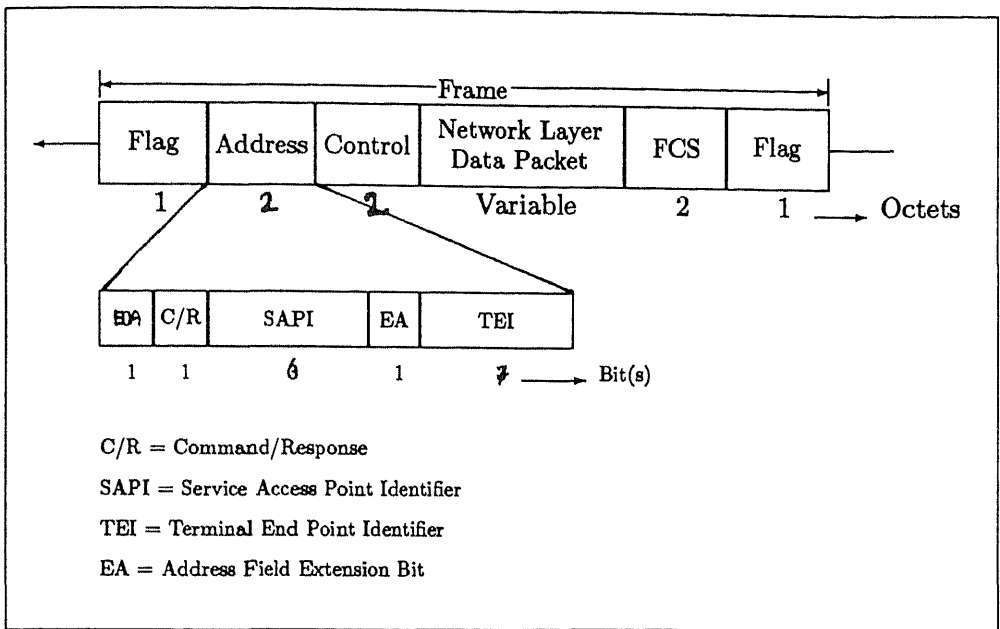 Frame
Flag Address Control Network Layer Data Packet FCS Flag
1 2 2 Variable 2 1 Octets
C/R SAPI EA TEI
1 1 6 1 7 Bit(s)
C/R = Command/Response
SAPI = Service Access Point Identifier
TEI = Terminal End Point Identifier
EA = Address Field Extension Bit